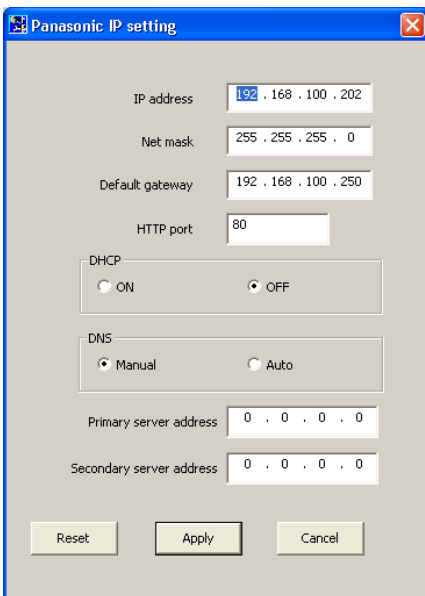 Panasonic IP setting
IP address 192 . 168 . 100 . 202
Net mask 255 . 255 . 255 . 0
Default gateway 192 . 168 . 100 . 250
HTTP port 80
DHCP
ON OFF
DNS
Manual Auto
Primary server address 0 . 0 . 0 . 0
Secondary server address 0 . 0 . 0 . 0
Reset Apply Cancel